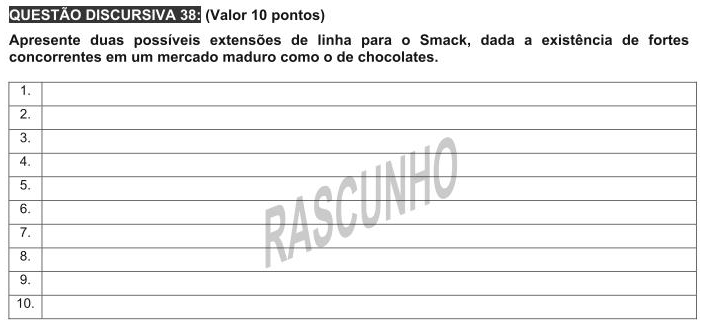 QUESTÃO DISCURSIVA 38: (Valor 10 pontos)
Apresente duas possíveis extensões de linha para o Smack, dada a existência de fortes
concorrentes em um mercado maduro como o de chocolates.
1.
2.
3.
4.
5.
6.
7.
8.
9.
10.
RASCUNHO